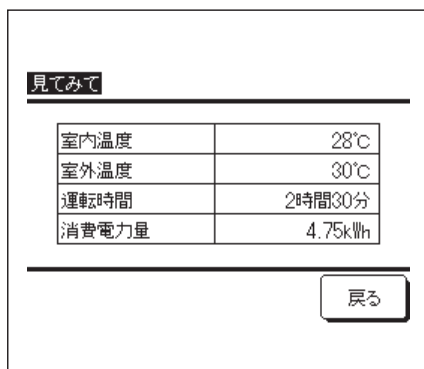 見てみて
室内温度 28℃
室外温度 30℃
運転時間 2時間30分
消費電力量 4.75kWh
戻る